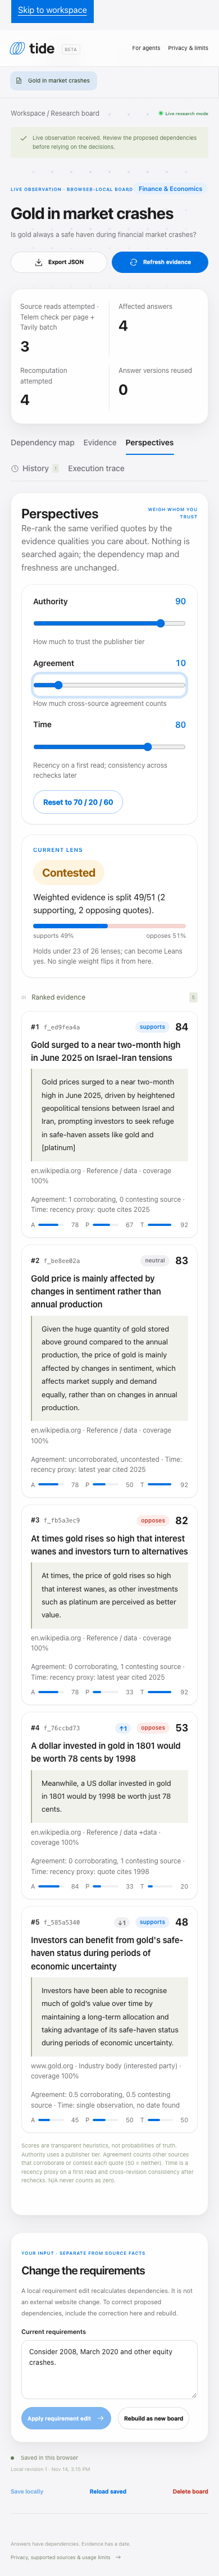 Skip to workspace
tide BETA For agents Privacy & limits
Gold in market crashes
Workspace / Research board Live research mode
Live observation received. Review the proposed dependencies
before relying on the decisions.
LIVE OBSERVATION · BBWSER-LOCAL BOARD Finance & Economics
Gold in market crashes
Is gold always a safe haven during financial market crashes?
Export JSON Refresh evidence
Source reads attempted ·
Telem check per page +
Tavily batch
3
Affected answers
4
Recomputation
attempted
4
Answer versions reused
0
Dependency map Evidence Perspectives
History 1 Execution trace
Perspectives
WEIGH WHOM YOU
TRUST
Re-rank the same verified quotes by the
evidence qualities you care about. Nothing is
searched again; the dependency map and
freshness are unchanged.
Authority 90
How much to trust the publisher tier
Agreement 10
How much cross-source agreement counts
Time 80
Recency on a first read; consistency across
rechecks later
Reset to 70 / 20 / 60
CURRENT LENS
Contested
Weighted evidence is split 49/51 (2
supporting, 2 opposing quotes).
supports 49% opposes 51%
Holds under 23 of 26 lenses; can become Leans
yes. No single weight flips it from here.
Ranked evidence 5
#1 f_ed9fea4a supports 84
Gold surged to a near two-month high
in June 2025 on Israel-Iran tensions
Gold prices surged to a near two-month
high in June 2025, driven by heightened
geopolitical tensions between Israel and
Iran, prompting investors to seek refuge
in safe-haven assets like gold and
[platinum]
en.wikipedia.org · Reference / data · coverage
100%
Agreement: 1 corroborating, 0 contesting source ·
Time: recency proxy: quote cites 2025
A 78 P 67 T 92
#2 f_be8ee02a neutral 83
Gold price is mainly affected by
changes in sentiment rather than
annual production
Given the huge quantity of gold stored
above ground compared to the annual
production, the price of gold is mainly
affected by changes in sentiment, which
affects market supply and demand
equally, rather than on changes in annual
production.
en.wikipedia.org · Reference / data · coverage
100%
Agreement: uncorroborated, uncontested · Time:
recency proxy: latest year cited 2025
A 78 P 50 T 92
#3 f_fb5a3ec9 opposes 82
At times gold rises so high that interest
wanes and investors turn to alternatives
At times, the price of gold rises so high
that interest wanes, as other investments
such as platinum are perceived as better
value.
en.wikipedia.org · Reference / data · coverage
100%
Agreement: 0 corroborating, 1 contesting source ·
Time: recency proxy: latest year cited 2025
A 78 P 33 T 92
#4 f_76ccbd73 ↑1 opposes 53
A dollar invested in gold in 1801 would
be worth 78 cents by 1998
Meanwhile, a US dollar invested in gold
in 1801 would by 1998 be worth just 78
cents.
en.wikipedia.org · Reference / data +data ·
coverage 100%
Agreement: 0 corroborating, 1 contesting source ·
Time: recency proxy: quote cites 1998
A 84 P 33 T 20
#5 f_585a5340 ↓1 supports 48
Investors can benefit from gold's safe-
haven status during periods of
economic uncertainty
Investors have been able to recognise
much of gold's value over time by
maintaining a long-term allocation and
taking advantage of its safe-haven status
during periods of economic uncertainty.
www.gold.org · Industry body (interested party) ·
coverage 100%
Agreement: 0.5 corroborating, 0.5 contesting
source · Time: single observation, no date found
A 45 P 50 T 50
Scores are transparent heuristics, not probabilities of truth.
Authority uses a publisher tier. Agreement counts other sources
that corroborate or contest each quote (50 = neither). Time is a
recency proxy on a first read and cross-revision consistency after
rechecks. N/A never counts as zero.
YOUR INPUT · SEPARATE FROM SOURCE FACTS
Change the requirements
A local requirement edit recalculates dependencies. It is not
an external website change. To correct proposed
dependencies, include the correction here and rebuild.
Current requirements
Consider 2008, March 2020 and other equity
crashes.
Apply requirement edit Rebuild as new board
Saved in this browser
Local revision 1 · Nov 14, 3:15 PM
Save locally Reload saved Delete board
Answers have dependencies. Evidence has a date.
Privacy, supported sources & usage limits